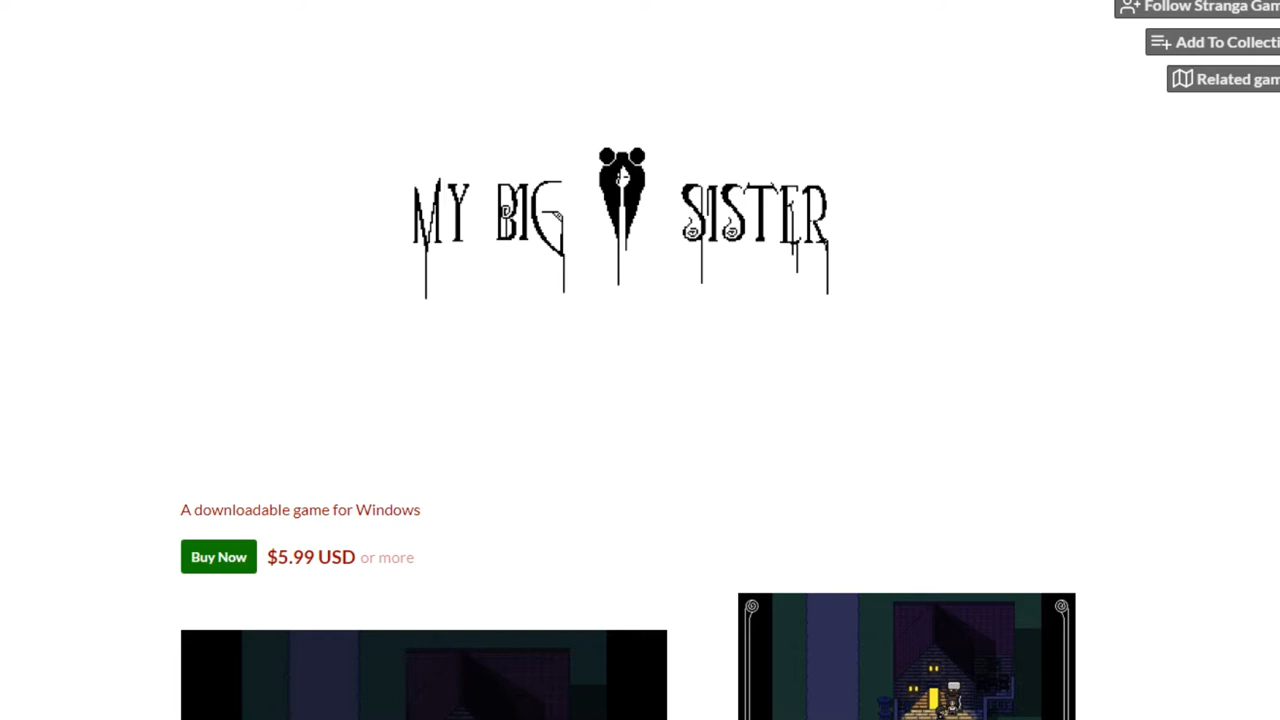 Follow Stranga Gam
Add To Collecti
Related gam
MY BIG SISTER
A downloadable game for Windows
Buy Now $5.99 USD or more